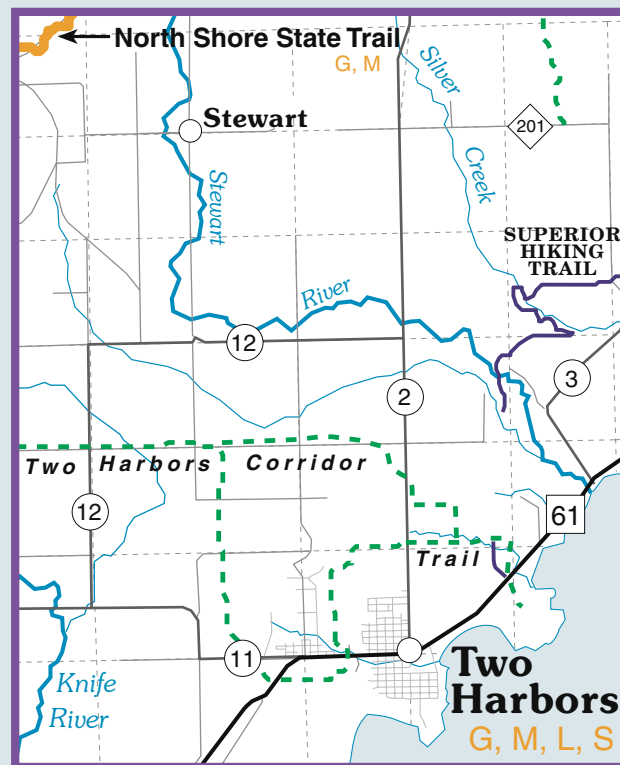 North Shore State Trail
G, M
Silver
Creek
Stewart
201
Stewart
River
SUPERIOR
HIKING
TRAIL
12
3
2
Two Harbors Corridor
12
61
Trail
11
Knife
River
Two
Harbors
G, M, L, S